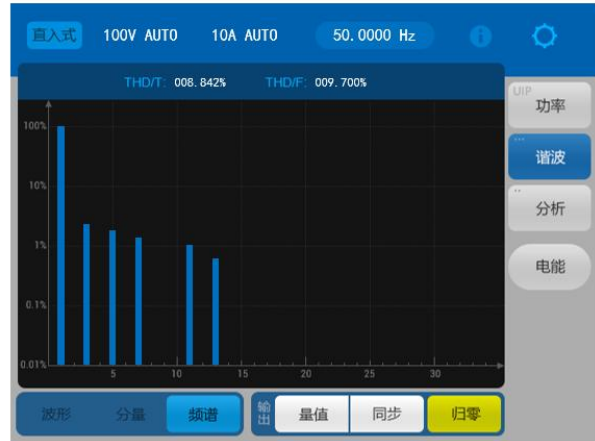 直入式 100V AUTO 10A AUTO 50.0000 Hz i
THD/T: 008.842% THD/F: 009.700%
UIP
功率
谐波
分析
电能
100%
10%
1%
0.1%
0.01%
5 10 15 20 25 30
波形 分量 频谱 输出 量值 同步 归零